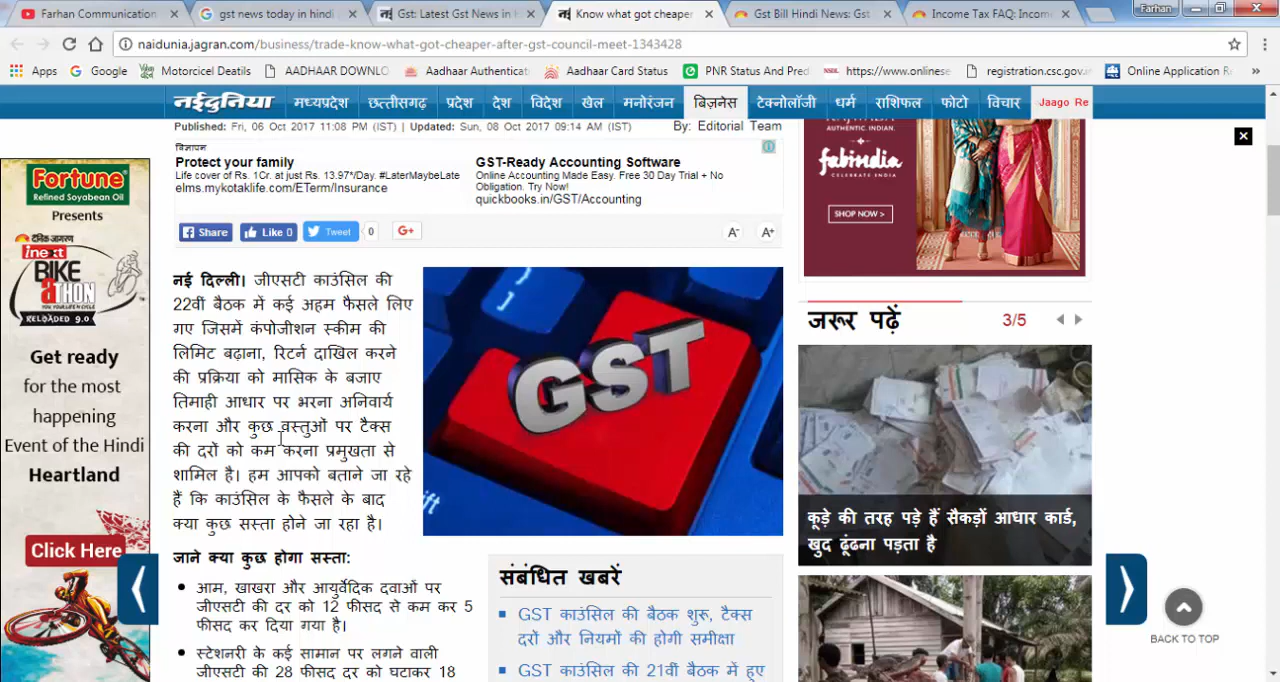 Farhan Communication
gst news today in hindi
Gst: Latest Gst News in H
Know what got cheaper
Gst Bill Hindi News: Gst
Income Tax FAQ: Incom
Farhan
naidunia.jagran.com/business/trade-know-what-got-cheaper-after-gst-council-meet-1343428
Apps
Google
Motoricel Deatils
AADHAAR DOWNLO
Aadhaar Authenticat
Aadhaar Card Status
PNR Status And Pred
https://www.onlinese
registration.csc.gov.
Online Application R
नईदुनिया
मध्यप्रदेश
छत्तीसगढ़
प्रदेश
देश
विदेश
खेल
मनोरंजन
बिज़नेस
टेक्नोलॉजी
धर्म
राशिफल
फोटो
विचार
Jaago Re
Published: Fri, 06 Oct 2017 11:08 PM (IST) | Updated: Sun, 08 Oct 2017 09:14 AM (IST)
By: Editorial Team
विज्ञापन
Protect your family
Life cover of Rs. 1Cr. at just Rs. 13.97*/Day. #LaterMaybeLate
elms.mykotaklife.com/ETerm/Insurance
GST-Ready Accounting Software
Online Accounting Made Easy. Free 30 Day Trial + No
Obligation. Try Now!
quickbooks.in/GST/Accounting
Share
Like 0
Tweet
0
G+
A-
A+
नई दिल्ली। जीएसटी काउंसिल की
22वीं बैठक में कई अहम फैसले लिए
गए जिसमें कंपोजीशन स्कीम की
लिमिट बढ़ाना, रिटर्न दाखिल करने
की प्रक्रिया को मासिक के बजाए
तिमाही आधार पर भरना अनिवार्य
करना और कुछ वस्तुओं पर टैक्स
की दरों को कम करना प्रमुखता से
शामिल है। हम आपको बताने जा रहे
हैं कि काउंसिल के फैसले के बाद
क्या कुछ सस्ता होने जा रहा है।
जाने क्या कुछ होगा सस्ता:
आम, खाखरा और आयुर्वेदिक दवाओं पर
जीएसटी की दर को 12 फीसद से कम कर 5
फीसद कर दिया गया है।
स्टेशनरी के कई सामान पर लगने वाली
जीएसटी की 28 फीसद दर को घटाकर 18
GST
ift
संबंधित खबरें
GST काउंसिल की बैठक शुरू, टैक्स
दरों और नियमों की होगी समीक्षा
GST काउंसिल की 21वीं बैठक में हुए
AUTHENTIC. INDIAN.
fabindia
CELEBRATE INDIA
SHOP NOW >
जरूर पढ़ें
3/5
कूड़े की तरह पड़े हैं सैकड़ों आधार कार्ड,
खुद ढूंढना पड़ता है
BACK TO TOP
Fortune
Refined Soyabean Oil
Presents
दैनिक जागरण
inext
BIKE
aTHON
RELOADED 9.0
Get ready
for the most
happening
Event of the Hindi
Heartland
Click Here